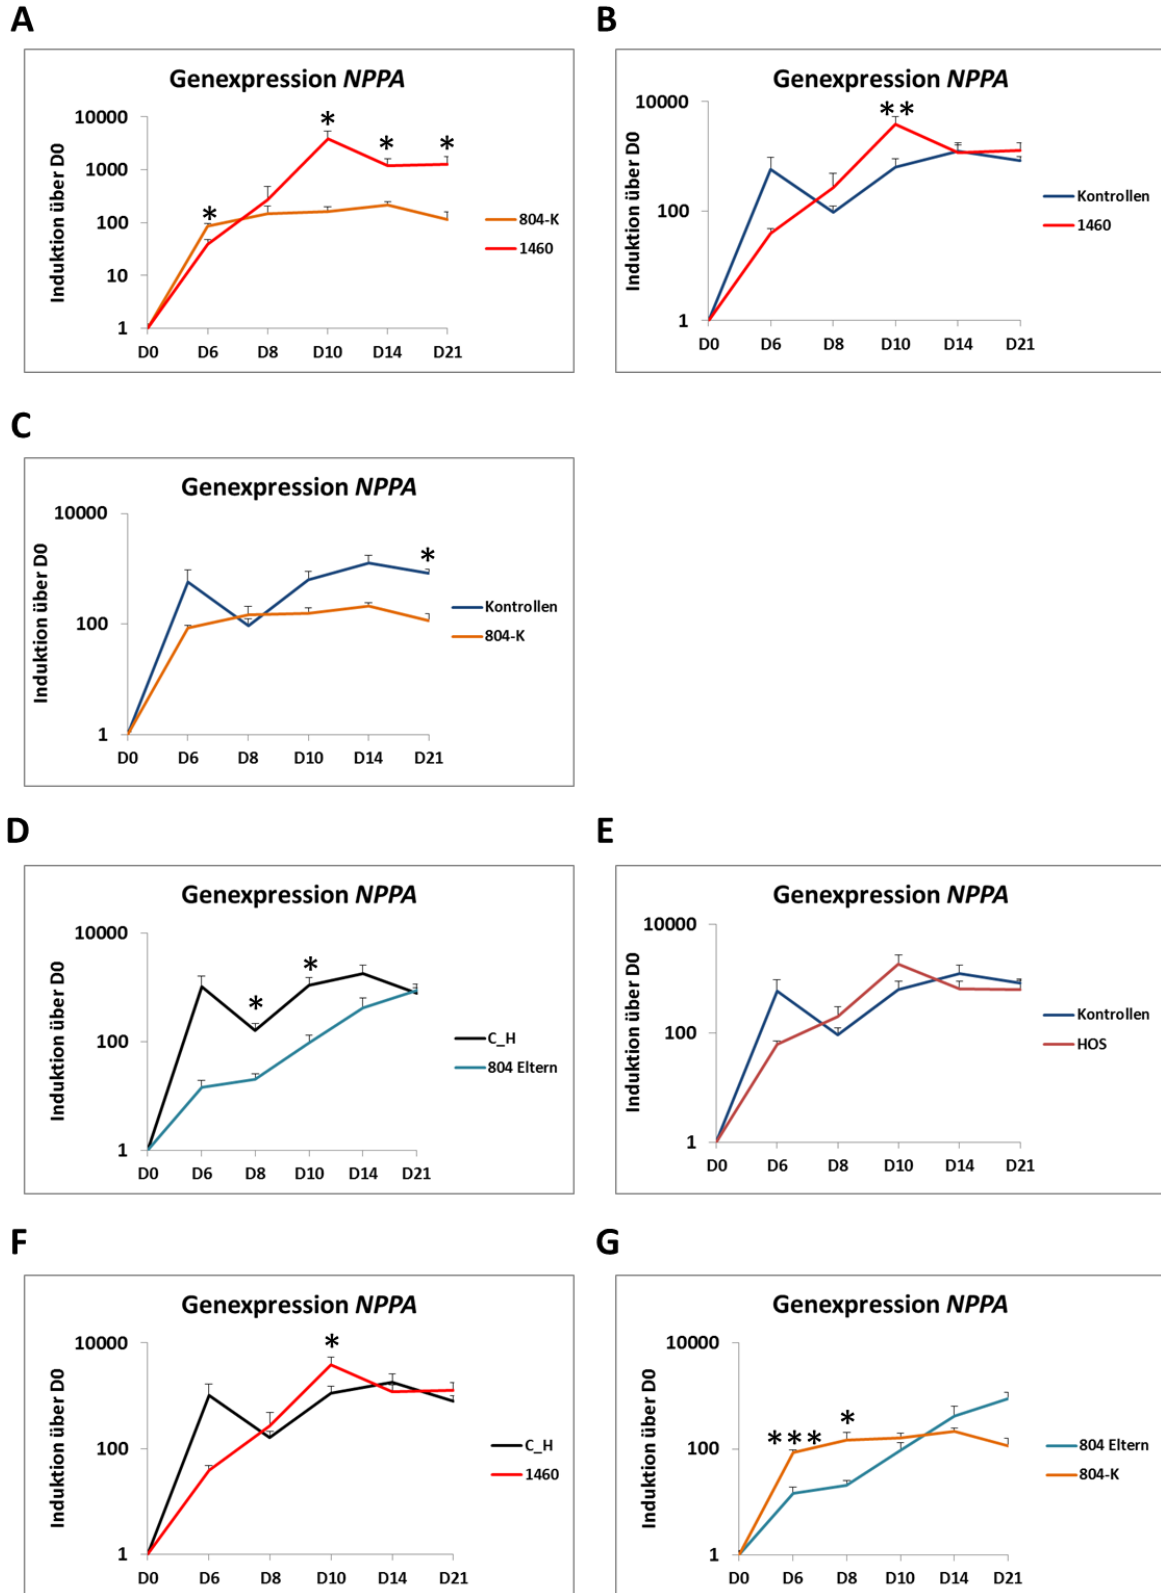 A
Genexpression NPPA
Induktion über D0
10000
1000
100
10
1
* * * *
D0 D6 D8 D10 D14 D21
804-K
1460
B
Genexpression NPPA
Induktion über D0
10000
100
1
**
D0 D6 D8 D10 D14 D21
Kontrollen
1460
C
Genexpression NPPA
Induktion über D0
10000
100
1
*
D0 D6 D8 D10 D14 D21
Kontrollen
804-K
D
Genexpression NPPA
Induktion über D0
10000
100
1
* *
D0 D6 D8 D10 D14 D21
C_H
804 Eltern
E
Genexpression NPPA
Induktion über D0
10000
100
1
D0 D6 D8 D10 D14 D21
Kontrollen
HOS
F
Genexpression NPPA
Induktion über D0
10000
100
1
*
D0 D6 D8 D10 D14 D21
C_H
1460
G
Genexpression NPPA
Induktion über D0
10000
100
1
*** *
D0 D6 D8 D10 D14 D21
804 Eltern
804-K